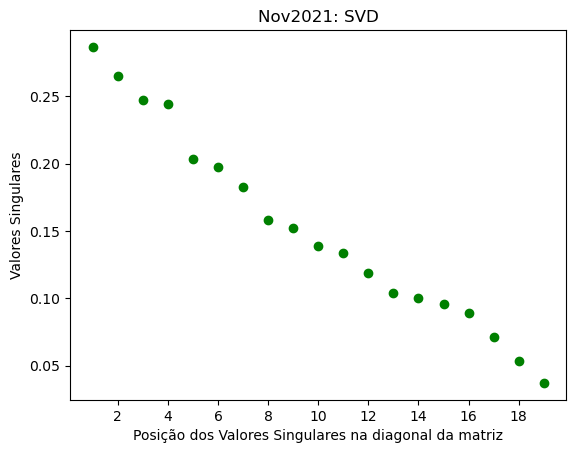 Nov2021: SVD
Valores Singulares
0.25
0.20
0.15
0.10
0.05
2 4 6 8 10 12 14 16 18
Posição dos Valores Singulares na diagonal da matriz